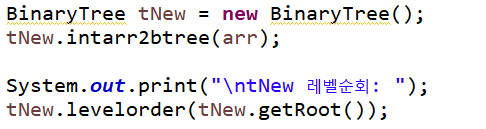 BinaryTree tNew = new BinaryTree();
tNew.intarr2btree(arr);
System.out.print("\ntNew 레벨순회: ");
tNew.levelorder(tNew.getRoot());